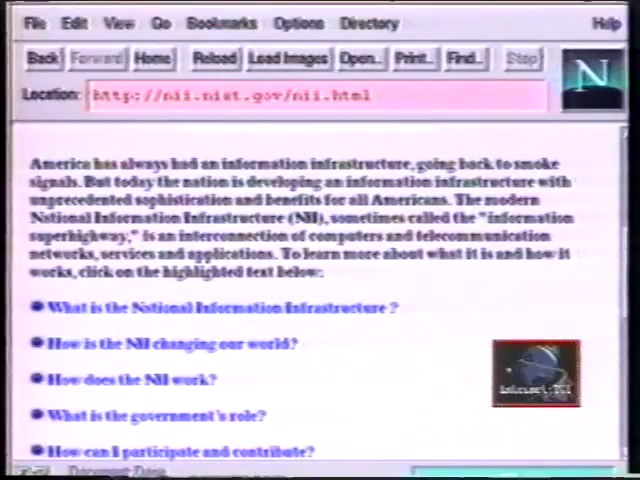 File Edit View Go Bookmarks Options Directory Help
Back Forward Home Reload Load Images Open.. Print.. Find.. Stop
N
Location: http://nii.nist.gov/nii.html
America has always had an information infrastructure, going back to smoke
signals. But today the nation is developing an information infrastructure with
unprecedented sophistication and benefits for all Americans. The modern
National Information Infrastructure (NII), sometimes called the "information
superhighway," is an interconnection of computers and telecommunication
networks, services and applications. To learn more about what it is and how it
works, click on the highlighted text below:
What is the National Information Infrastructure ?
How is the NII changing our world?
How does the NII work?
What is the government's role?
How can I participate and contribute?
Document Done